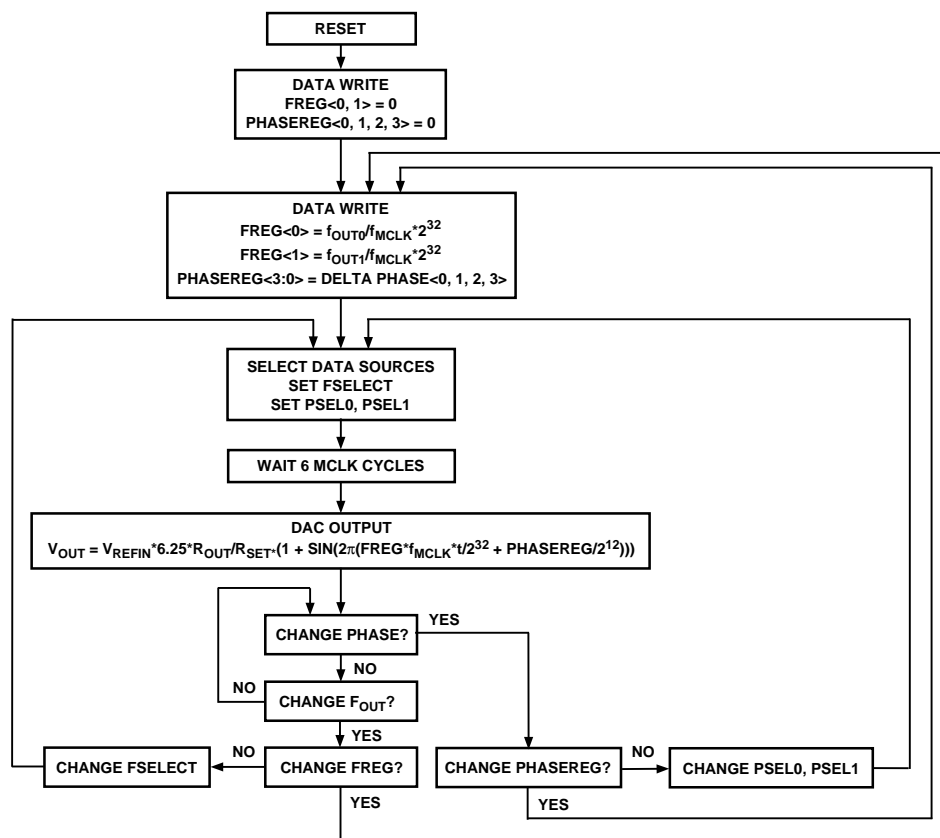 RESET
DATA WRITE
FREG<0, 1> = 0
PHASEREG<0, 1, 2, 3> = 0
DATA WRITE
FREG<0> = fOUT0/fMCLK*2^32
FREG<1> = fOUT1/fMCLK*2^32
PHASEREG<3:0> = DELTA PHASE<0, 1, 2, 3>
SELECT DATA SOURCES
SET FSELECT
SET PSEL0, PSEL1
WAIT 6 MCLK CYCLES
DAC OUTPUT
VOUT = VREFIN*6.25*ROUT/RSET*(1 + SIN(2π(FREG*fMCLK*t/2^32 + PHASEREG/2^12)))
CHANGE PHASE?
YES
NO
NO
CHANGE FOUT?
YES
CHANGE FSELECT
NO
CHANGE FREG?
YES
CHANGE PHASEREG?
NO
CHANGE PSEL0, PSEL1
YES